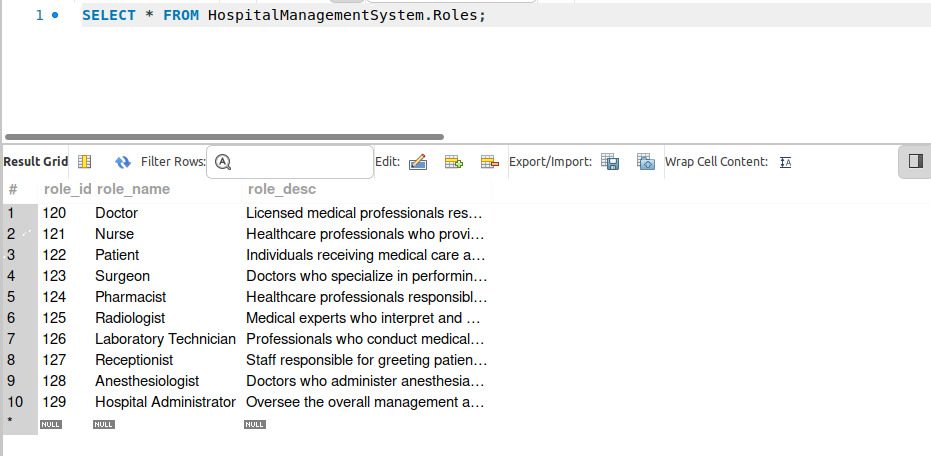 1 SELECT * FROM HospitalManagementSystem.Roles;
Result Grid Filter Rows: Edit: Export/Import: Wrap Cell Content:
# role_id role_name role_desc
1 120 Doctor Licensed medical professionals res...
2 121 Nurse Healthcare professionals who provi...
3 122 Patient Individuals receiving medical care a...
4 123 Surgeon Doctors who specialize in performin...
5 124 Pharmacist Healthcare professionals responsibl...
6 125 Radiologist Medical experts who interpret and ...
7 126 Laboratory Technician Professionals who conduct medical...
8 127 Receptionist Staff responsible for greeting patien...
9 128 Anesthesiologist Doctors who administer anesthesia...
10 129 Hospital Administrator Oversee the overall management a...
* NULL NULL NULL